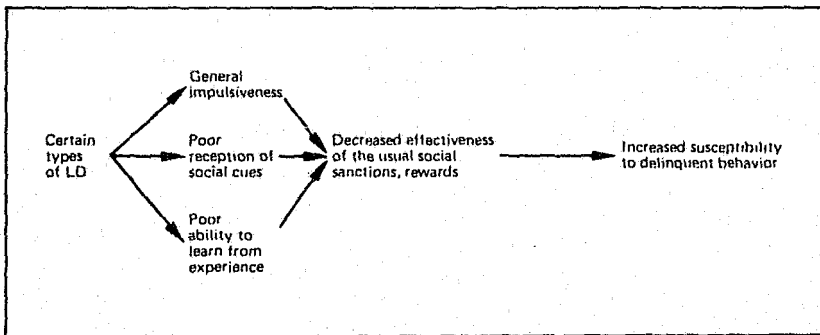 General
impulsiveness
Certain
types
of LD
Poor
reception of
social cues
Decreased effectiveness
of the usual social
sanctions, rewards
Increased susceptibility
to delinquent behavior
Poor
ability to
learn from
experience